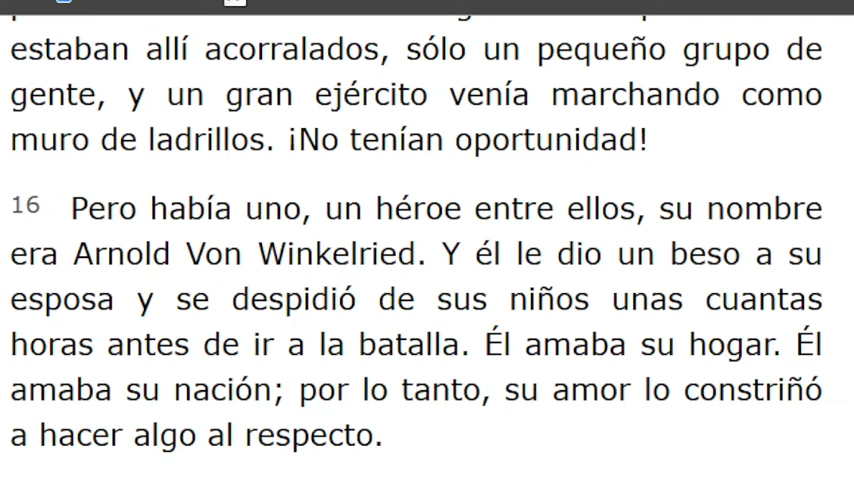 estaban allí acorralados, sólo un pequeño grupo de
gente, y un gran ejército venía marchando como
muro de ladrillos. ¡No tenían oportunidad!
16 Pero había uno, un héroe entre ellos, su nombre
era Arnold Von Winkelried. Y él le dio un beso a su
esposa y se despidió de sus niños unas cuantas
horas antes de ir a la batalla. Él amaba su hogar. Él
amaba su nación; por lo tanto, su amor lo constriñó
a hacer algo al respecto.